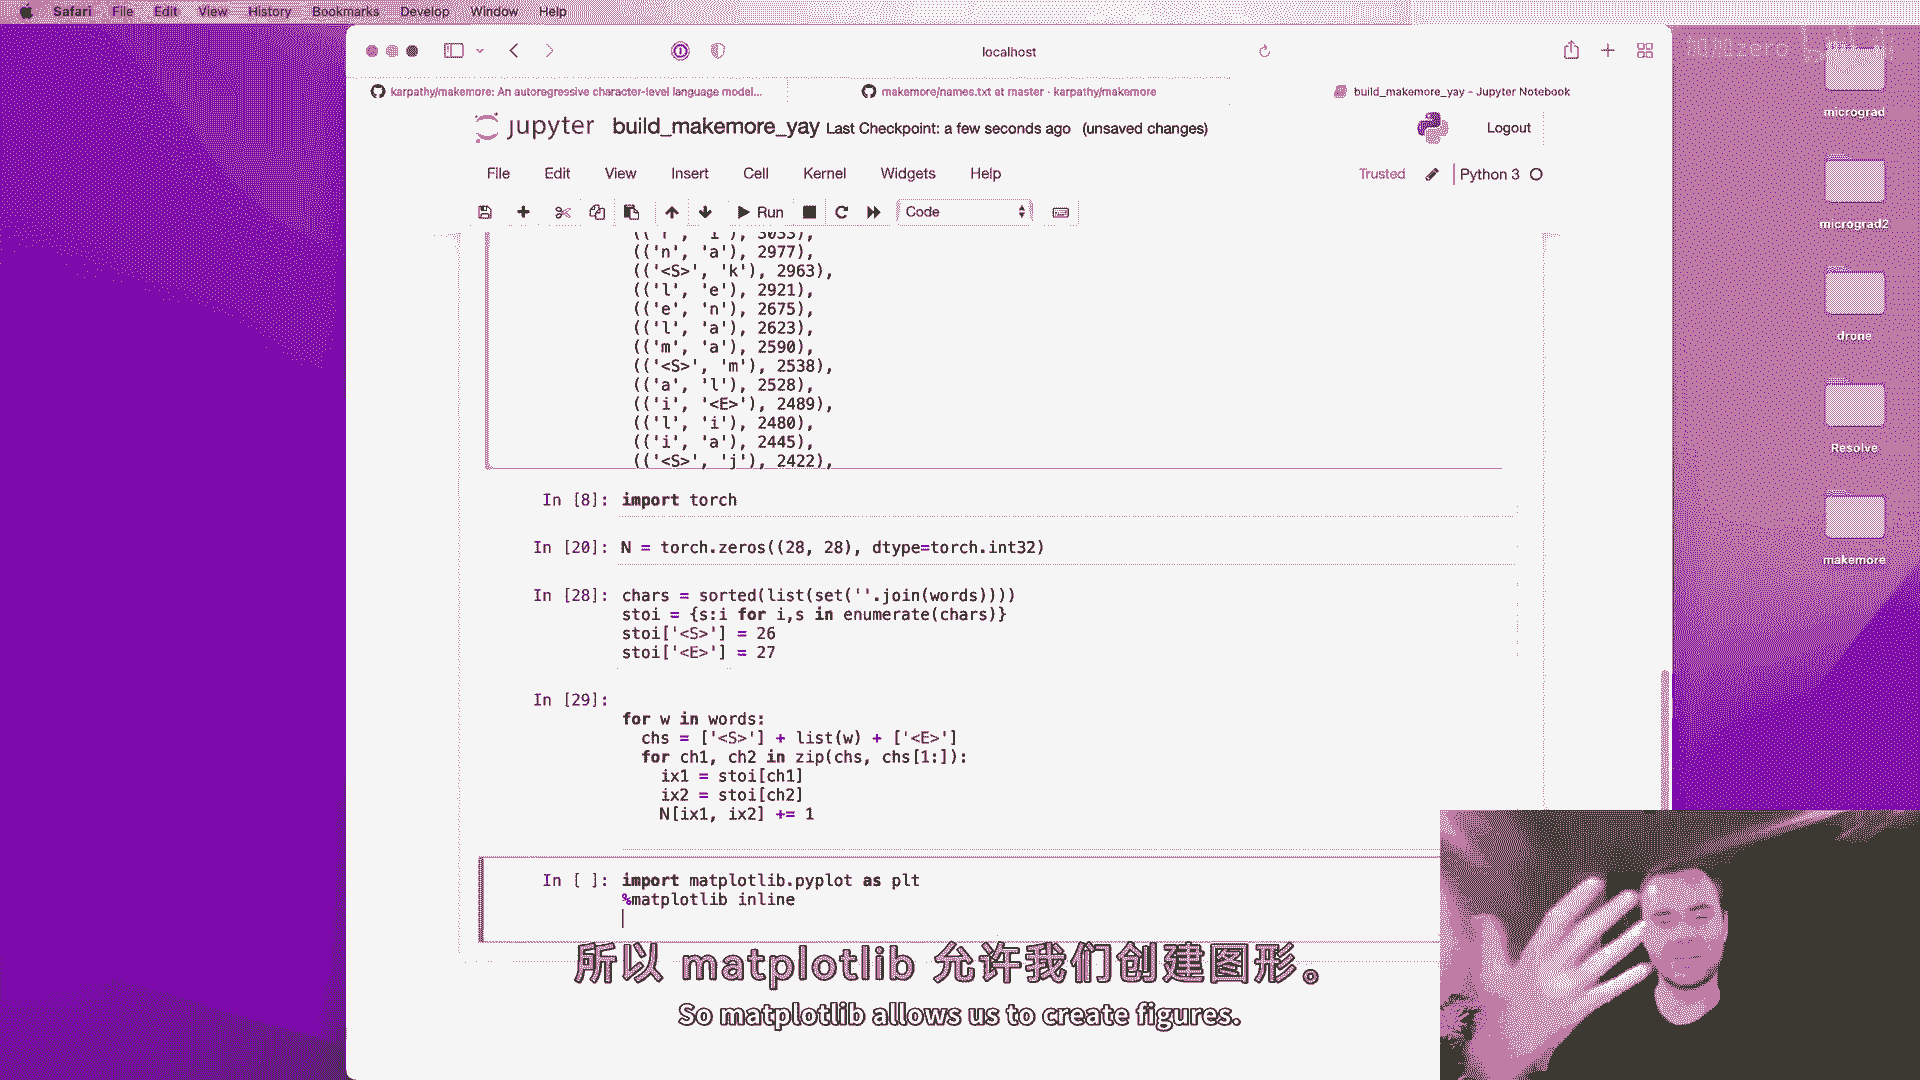 Safari File Edit View History Bookmarks Develop Window Help
localhost
karpathy/makemore: An autoregressive character-level language model...
makemore/names.txt at master · karpathy/makemore
build_makemore_yay - Jupyter Notebook
jupyter build_makemore_yay Last Checkpoint: a few seconds ago (unsaved changes)
Logout
File Edit View Insert Cell Kernel Widgets Help
Trusted Python 3
Run Code
(('r', 'i'), 3033),
(('n', 'a'), 2977),
(('<S>', 'k'), 2963),
(('l', 'e'), 2921),
(('e', 'n'), 2675),
(('l', 'a'), 2623),
(('m', 'a'), 2590),
(('<S>', 'm'), 2538),
(('a', 'l'), 2528),
(('i', '<E>'), 2489),
(('l', 'i'), 2480),
(('i', 'a'), 2445),
(('<S>', 'j'), 2422),
In [8]: import torch
In [20]: N = torch.zeros((28, 28), dtype=torch.int32)
In [28]: chars = sorted(list(set(''.join(words))))
stoi = {s:i for i,s in enumerate(chars)}
stoi['<S>'] = 26
stoi['<E>'] = 27
In [29]:
for w in words:
chs = ['<S>'] + list(w) + ['<E>']
for ch1, ch2 in zip(chs, chs[1:]):
ix1 = stoi[ch1]
ix2 = stoi[ch2]
N[ix1, ix2] += 1
In [ ]: import matplotlib.pyplot as plt
%matplotlib inline
所以 matplotlib 允许我们创建图形。
So matplotlib allows us to create figures.
micrograd
micrograd2
drone
Resolve
makemore